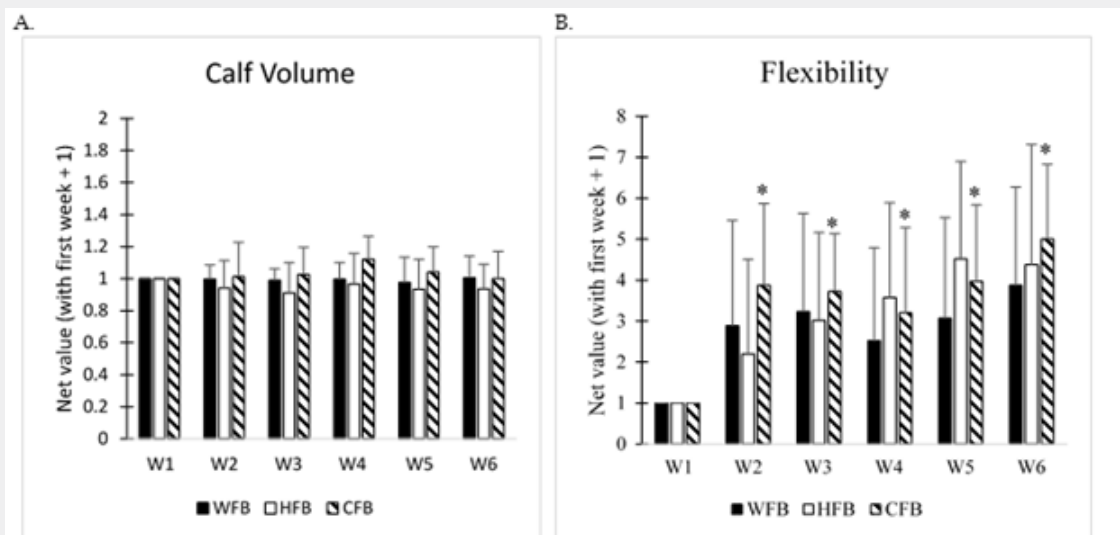 A.
Calf Volume
Net value (with first week + 1)
2
1.8
1.6
1.4
1.2
1
0.8
0.6
0.4
0.2
0
W1 W2 W3 W4 W5 W6
WFB HFB CFB
B.
Flexibility
Net value (with first week + 1)
8
7
6
5
4
3
2
1
0
* * * * *
W1 W2 W3 W4 W5 W6
WFB HFB CFB